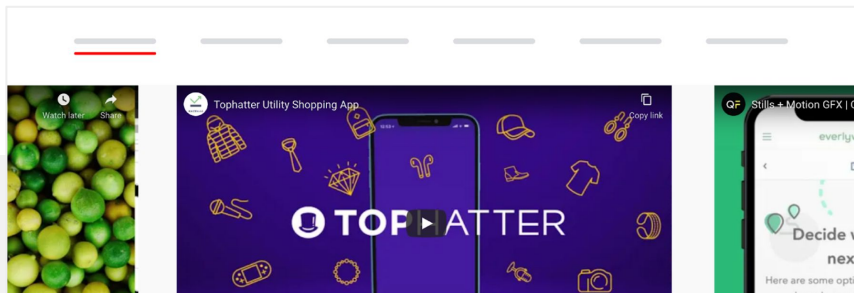 Watch later
Share
Tophatter Utility Shopping App
Copy link
TOPHATTER
QF
Stills + Motion GFX |
everly
Decide
nex
Here are some opti